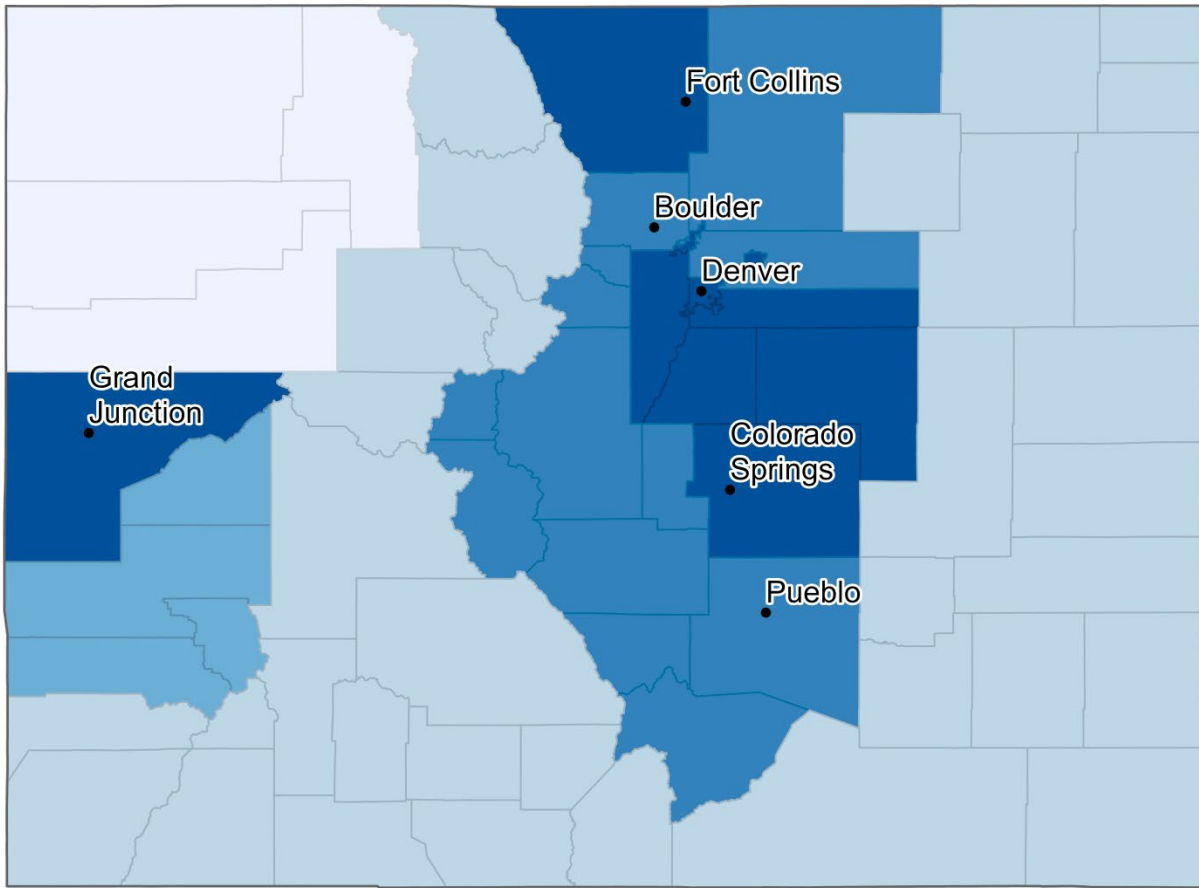 Fort Collins
Boulder
Denver
Grand
Junction
Colorado
Springs
Pueblo